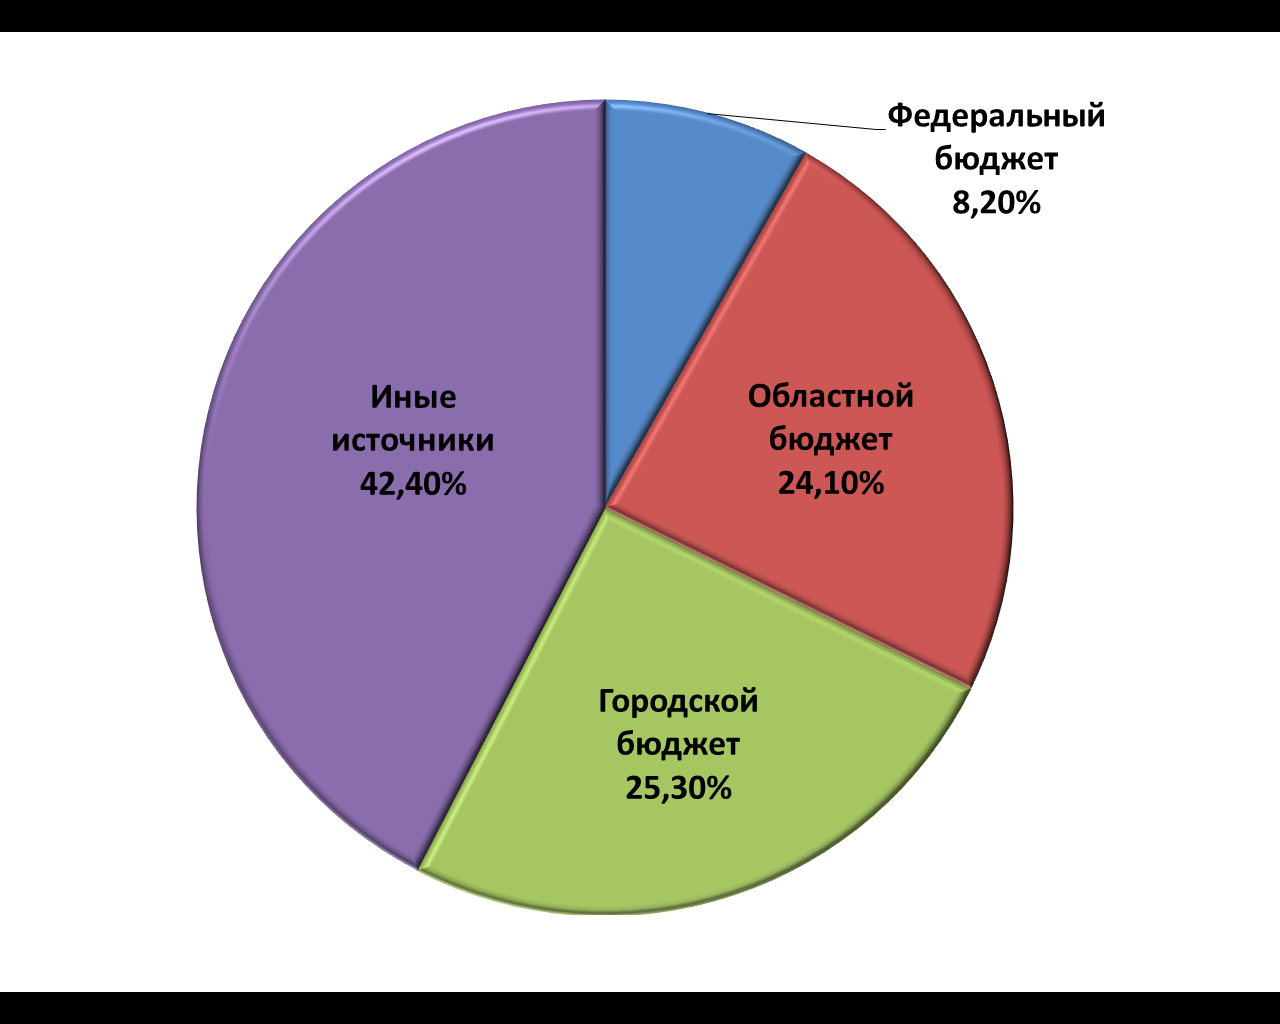 Федеральный
бюджет
8,20%
Областной
бюджет
24,10%
Городской
бюджет
25,30%
Иные
источники
42,40%